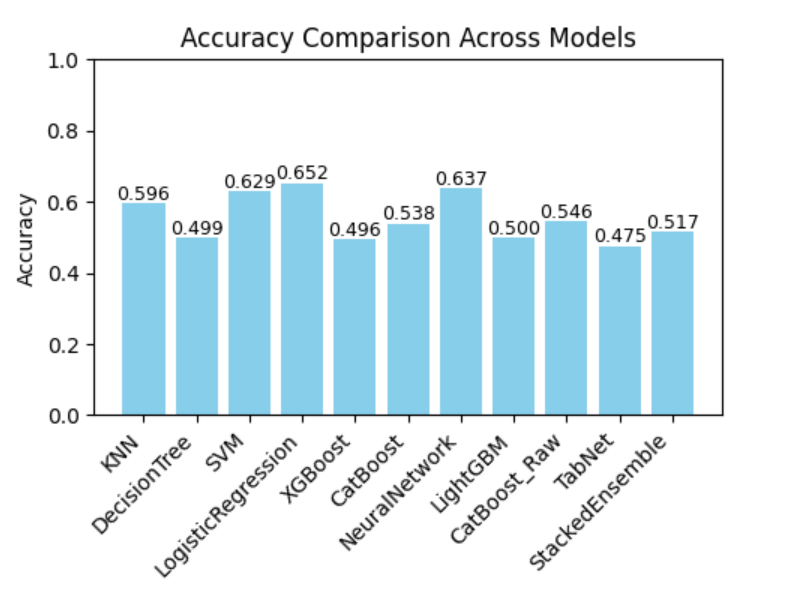 Accuracy Comparison Across Models
1.0
0.8
0.6
0.4
0.2
0.0
Accuracy
0.596
0.499
0.629
0.652
0.496
0.538
0.637
0.500
0.546
0.475
0.517
KNN
DecisionTree
SVM
LogisticRegression
XGBoost
CatBoost
NeuralNetwork
LightGBM
CatBoost_Raw
TabNet
StackedEnsemble